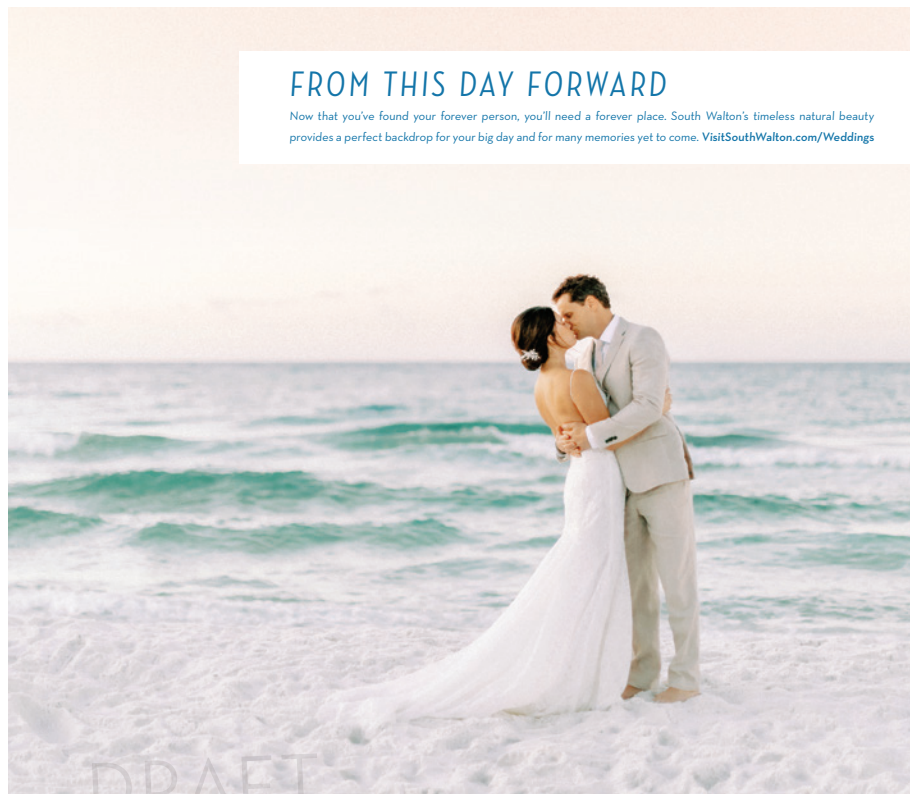 FROM THIS DAY FORWARD
Now that you've found your forever person, you'll need a forever place. South Walton's timeless natural beauty
provides a perfect backdrop for your big day and for many memories yet to come. VisitSouthWalton.com/Weddings
DRAFT